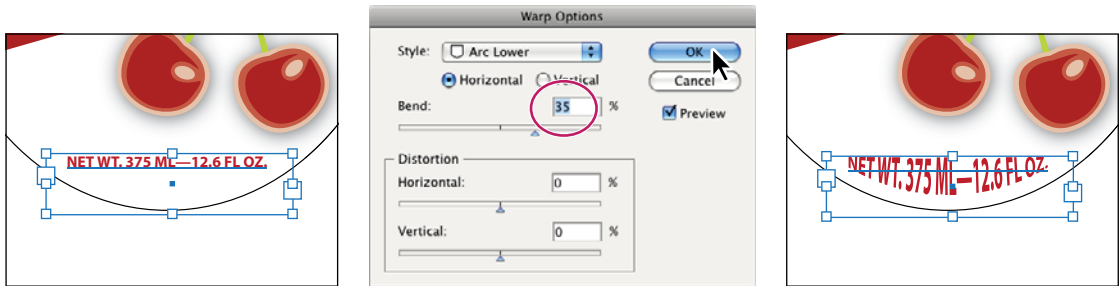 NET WT. 375 ML—12.6 FL OZ.
Warp Options
Style: Arc Lower
Horizontal Vertical
Bend: 35 %
Distortion
Horizontal: 0 %
Vertical: 0 %
OK
Cancel
Preview
NET WT. 375 ML—12.6 FL OZ.